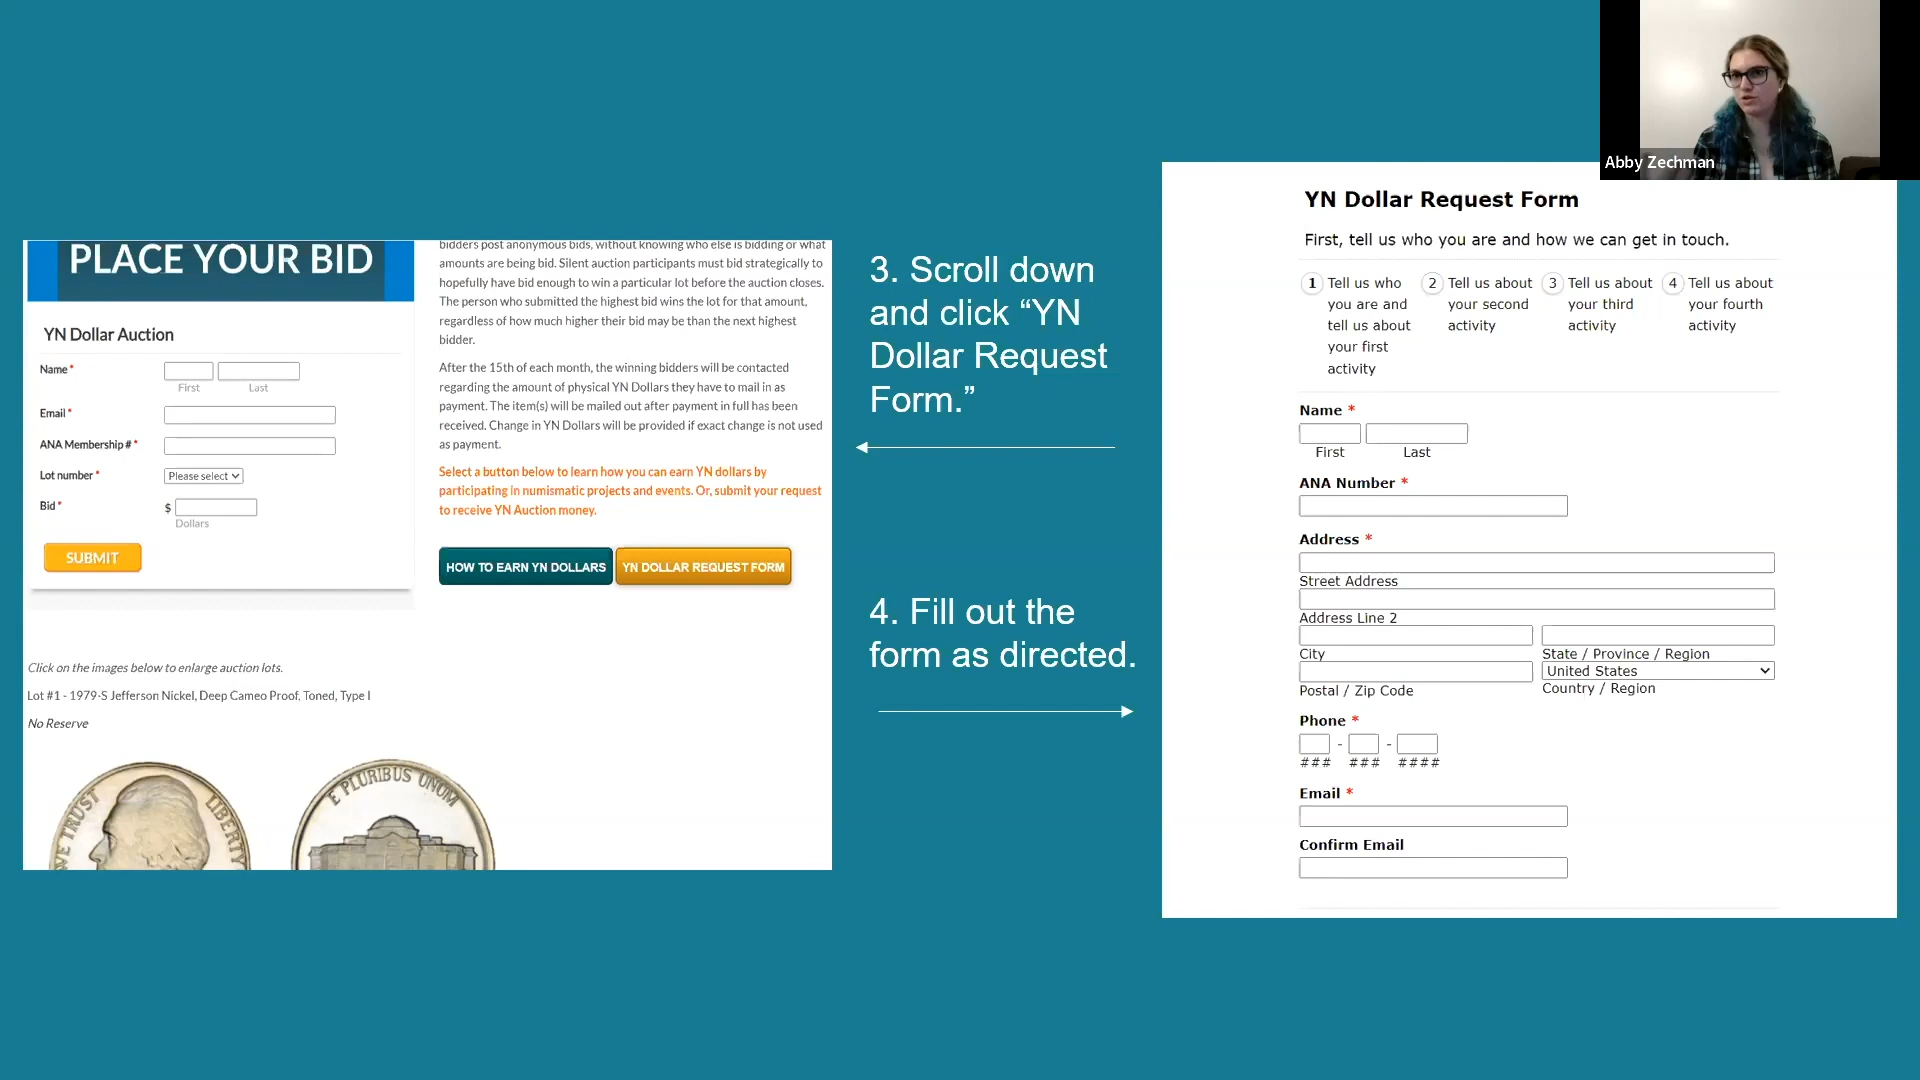 Abby Zechman
PLACE YOUR BID
YN Dollar Auction
Name *
First
Last
Email *
ANA Membership # *
Lot number *
Please select
Bid *
$
Dollars
SUBMIT
bidders post anonymous bids, without knowing who else is bidding or what
amounts are being bid. Silent auction participants must bid strategically to
hopefully have bid enough to win a particular lot before the auction closes.
The person who submitted the highest bid wins the lot for that amount,
regardless of how much higher their bid may be than the next highest
bidder.
After the 15th of each month, the winning bidders will be contacted
regarding the amount of physical YN Dollars they have to mail in as
payment. The item(s) will be mailed out after payment in full has been
received. Change in YN Dollars will be provided if exact change is not used
as payment.
Select a button below to learn how you can earn YN dollars by
participating in numismatic projects and events. Or, submit your request
to receive YN Auction money.
HOW TO EARN YN DOLLARS
YN DOLLAR REQUEST FORM
Click on the images below to enlarge auction lots.
Lot #1 - 1979-S Jefferson Nickel, Deep Cameo Proof, Toned, Type I
No Reserve
WE TRUST
LIBERTY
E PLURIBUS UNUM
3. Scroll down
and click “YN
Dollar Request
Form.”
4. Fill out the
form as directed.
YN Dollar Request Form
First, tell us who you are and how we can get in touch.
1 Tell us who
you are and
tell us about
your first
activity
2 Tell us about
your second
activity
3 Tell us about
your third
activity
4 Tell us about
your fourth
activity
Name *
First
Last
ANA Number *
Address *
Street Address
Address Line 2
City
State / Province / Region
United States
Postal / Zip Code
Country / Region
Phone *
- -
### ### ####
Email *
Confirm Email